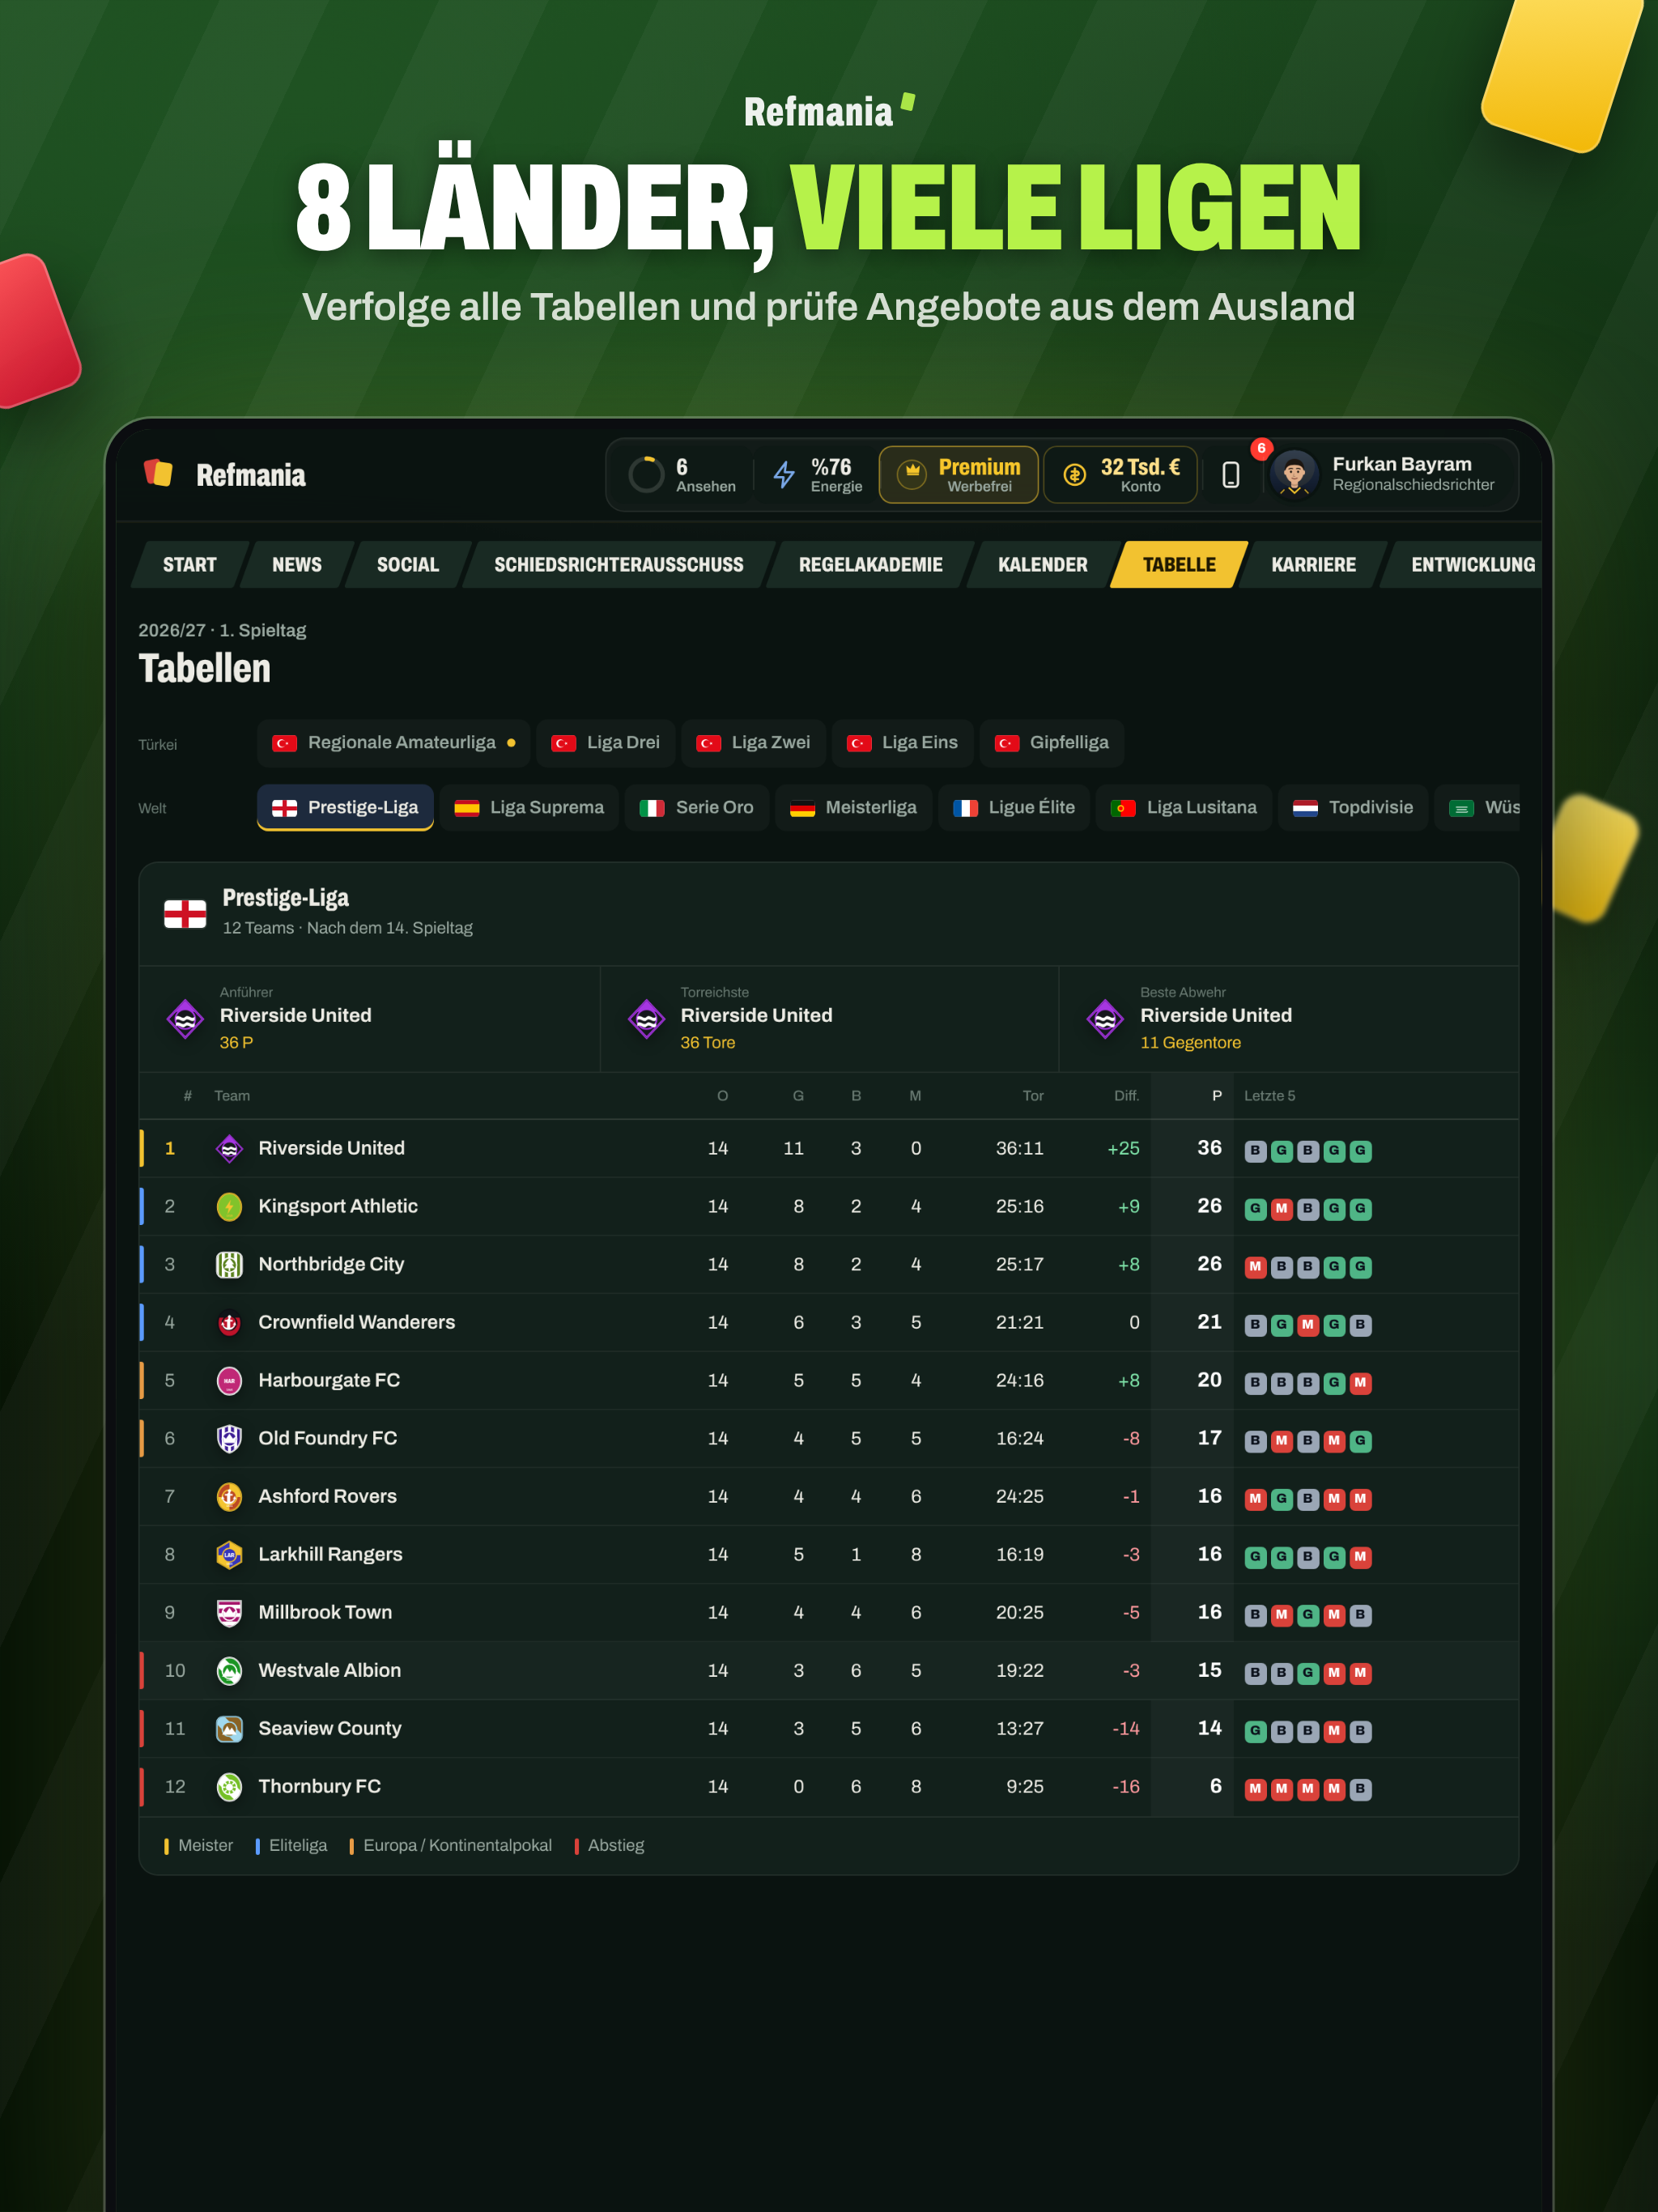 Refmania
8 LÄNDER, VIELE LIGEN
Verfolge alle Tabellen und prüfe Angebote aus dem Ausland
Refmania
6 Ansehen
%76 Energie
Premium Werbefrei
32 Tsd. € Konto
6
Furkan Bayram
Regionalschiedsrichter
START NEWS SOCIAL SCHIEDSRICHTERAUSSCHUSS REGELAKADEMIE KALENDER TABELLE KARRIERE ENTWICKLUNG
2026/27 · 1. Spieltag
Tabellen
Türkei Regionale Amateurliga Liga Drei Liga Zwei Liga Eins Gipfelliga
Welt Prestige-Liga Liga Suprema Serie Oro Meisterliga Ligue Élite Liga Lusitana Topdivisie Wüs
Prestige-Liga
12 Teams · Nach dem 14. Spieltag
Anführer
Riverside United
36 P
Torreichste
Riverside United
36 Tore
Beste Abwehr
Riverside United
11 Gegentore
# Team O G B M Tor Diff. P Letzte 5
1 Riverside United 14 11 3 0 36:11 +25 36 B G B G G
2 Kingsport Athletic 14 8 2 4 25:16 +9 26 G M B G G
3 Northbridge City 14 8 2 4 25:17 +8 26 M B B G G
4 Crownfield Wanderers 14 6 3 5 21:21 0 21 B G M G B
5 Harbourgate FC 14 5 5 4 24:16 +8 20 B B B G M
6 Old Foundry FC 14 4 5 5 16:24 -8 17 B M B M G
7 Ashford Rovers 14 4 4 6 24:25 -1 16 M G B M M
8 Larkhill Rangers 14 5 1 8 16:19 -3 16 G G B G M
9 Millbrook Town 14 4 4 6 20:25 -5 16 B M G M B
10 Westvale Albion 14 3 6 5 19:22 -3 15 B B G M M
11 Seaview County 14 3 5 6 13:27 -14 14 G B B M B
12 Thornbury FC 14 0 6 8 9:25 -16 6 M M M M B
Meister Eliteliga Europa / Kontinentalpokal Abstieg